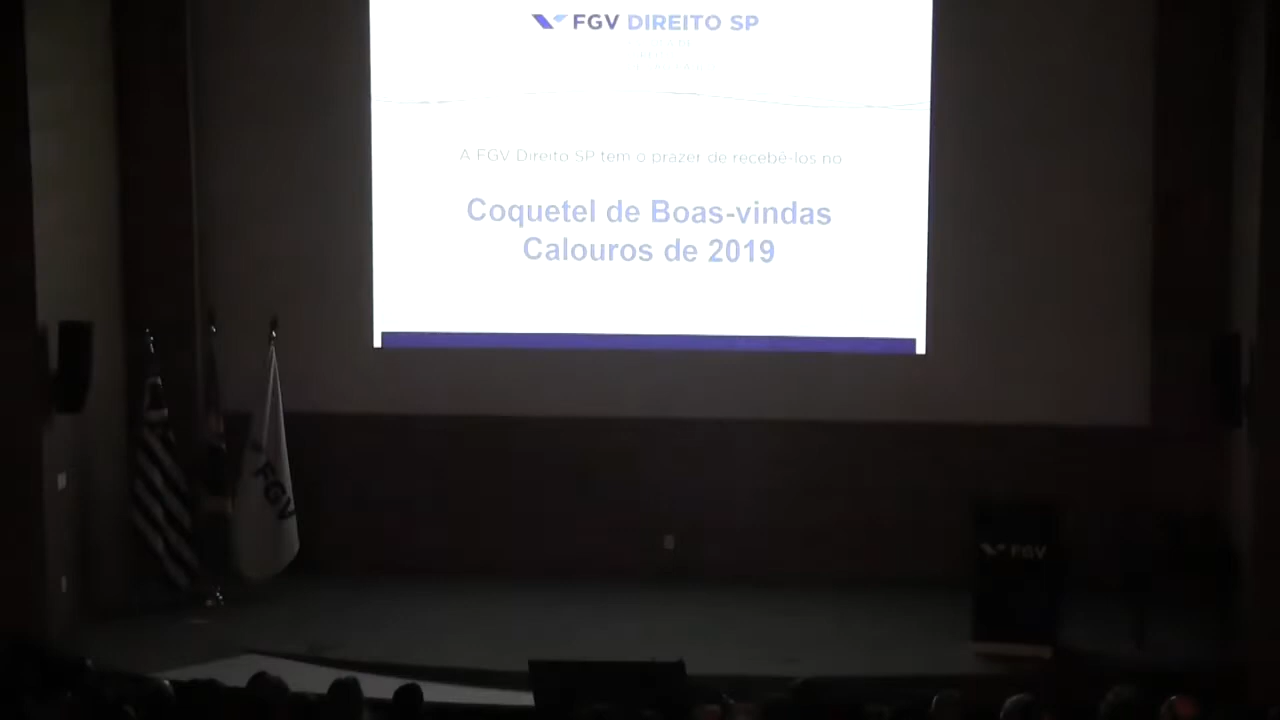 FGV DIREITO SP
A FGV Direito SP tem o prazer de recebê-los no
Coquetel de Boas-vindas
Calouros de 2019
FGV
FGV